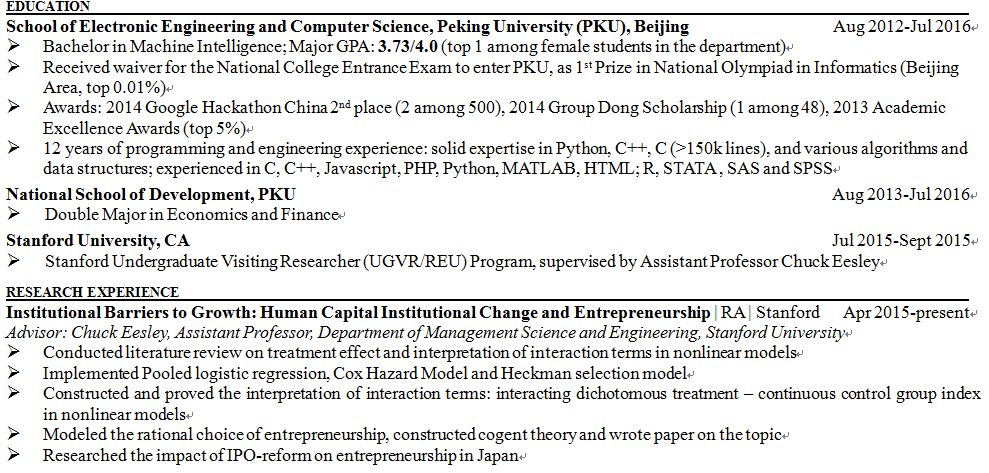 EDUCATION
School of Electronic Engineering and Computer Science, Peking University (PKU), Beijing Aug 2012-Jul 2016
➢ Bachelor in Machine Intelligence; Major GPA: 3.73/4.0 (top 1 among female students in the department)
➢ Received waiver for the National College Entrance Exam to enter PKU, as 1st Prize in National Olympiad in Informatics (Beijing
Area, top 0.01%)
➢ Awards: 2014 Google Hackathon China 2nd place (2 among 500), 2014 Group Dong Scholarship (1 among 48), 2013 Academic
Excellence Awards (top 5%)
➢ 12 years of programming and engineering experience: solid expertise in Python, C++, C (>150k lines), and various algorithms and
data structures; experienced in C, C++, Javascript, PHP, Python, MATLAB, HTML; R, STATA, SAS and SPSS
National School of Development, PKU Aug 2013-Jul 2016
➢ Double Major in Economics and Finance
Stanford University, CA Jul 2015-Sept 2015
➢ Stanford Undergraduate Visiting Researcher (UGVR/REU) Program, supervised by Assistant Professor Chuck Eesley
RESEARCH EXPERIENCE
Institutional Barriers to Growth: Human Capital Institutional Change and Entrepreneurship | RA | Stanford Apr 2015-present
Advisor: Chuck Eesley, Assistant Professor, Department of Management Science and Engineering, Stanford University
➢ Conducted literature review on treatment effect and interpretation of interaction terms in nonlinear models
➢ Implemented Pooled logistic regression, Cox Hazard Model and Heckman selection model
➢ Constructed and proved the interpretation of interaction terms: interacting dichotomous treatment – continuous control group index
in nonlinear models
➢ Modeled the rational choice of entrepreneurship, constructed cogent theory and wrote paper on the topic
➢ Researched the impact of IPO-reform on entrepreneurship in Japan